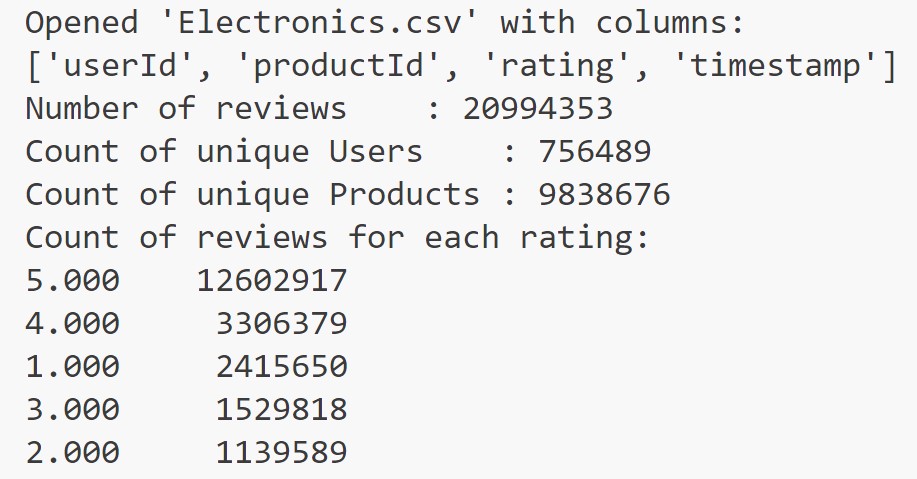 Opened 'Electronics.csv' with columns:
['userId', 'productId', 'rating', 'timestamp']
Number of reviews    : 20994353
Count of unique Users    : 756489
Count of unique Products : 9838676
Count of reviews for each rating:
5.000    12602917
4.000     3306379
1.000     2415650
3.000     1529818
2.000     1139589